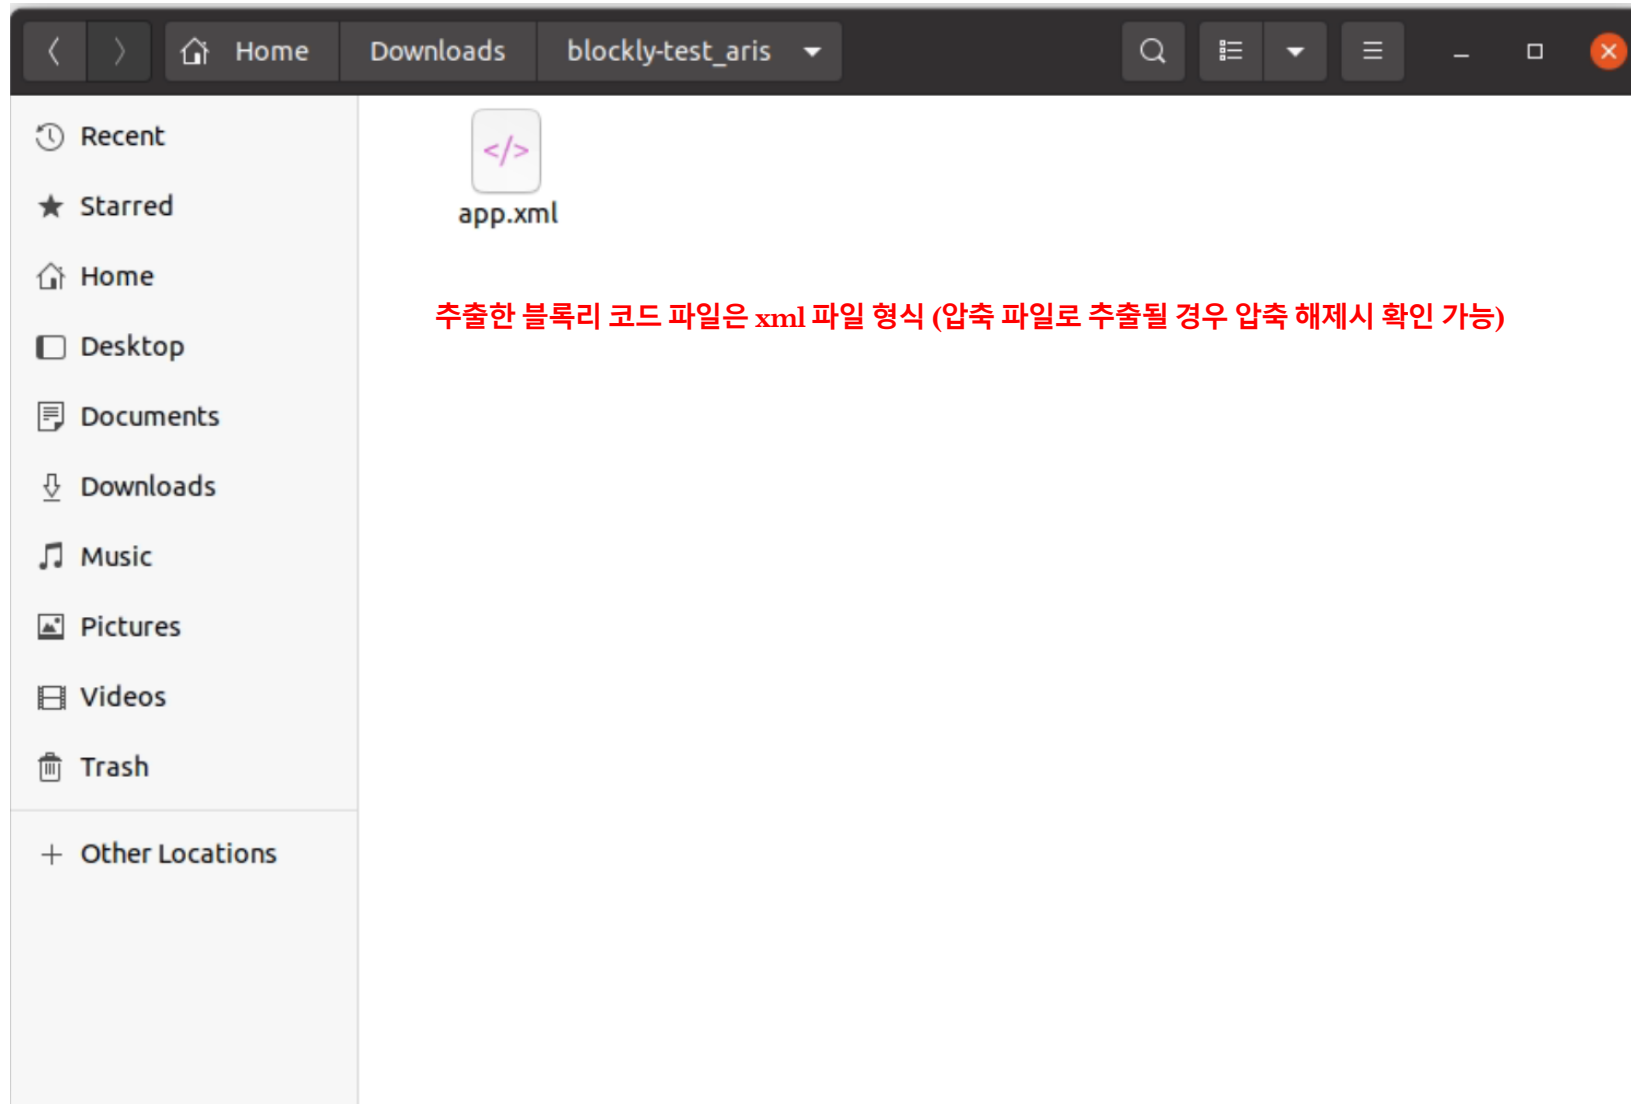 Home Downloads blockly-test_aris
Recent
Starred
Home
Desktop
Documents
Downloads
Music
Pictures
Videos
Trash
Other Locations
</> 
app.xml
추출한 블록리 코드 파일은 xml 파일 형식 (압축 파일로 추출될 경우 압축 해제시 확인 가능)